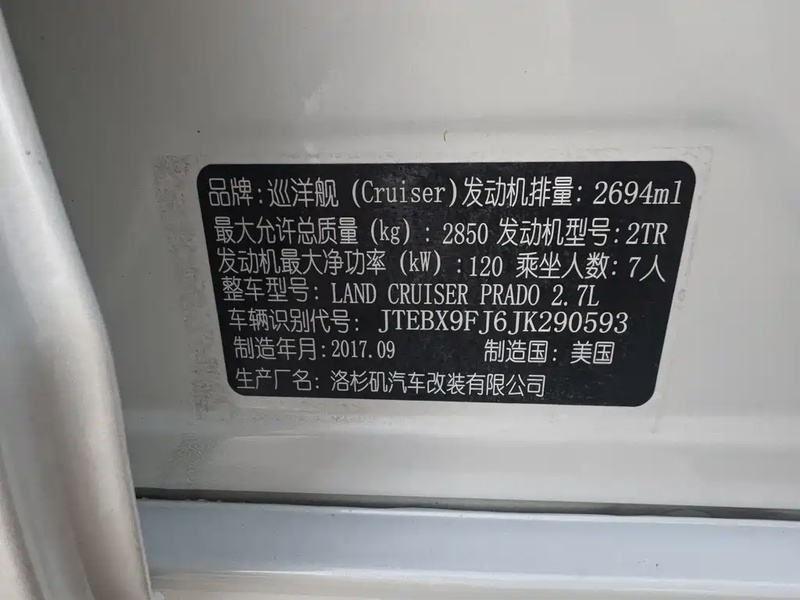 品牌:巡洋舰 (Cruiser)发动机排量: 2694ml
最大允许总质量(kg) : 2850 发动机型号:2TR
发动机最大净功率 (kW) :120 乘坐人数:7人
整车型号: LAND CRUISER PRADO 2.7L
车辆识别代号: JTEBX9FJ6JK290593
制造年月:2017.09 制造国: 美国
生产厂名: 洛杉矶汽车改装有限公司